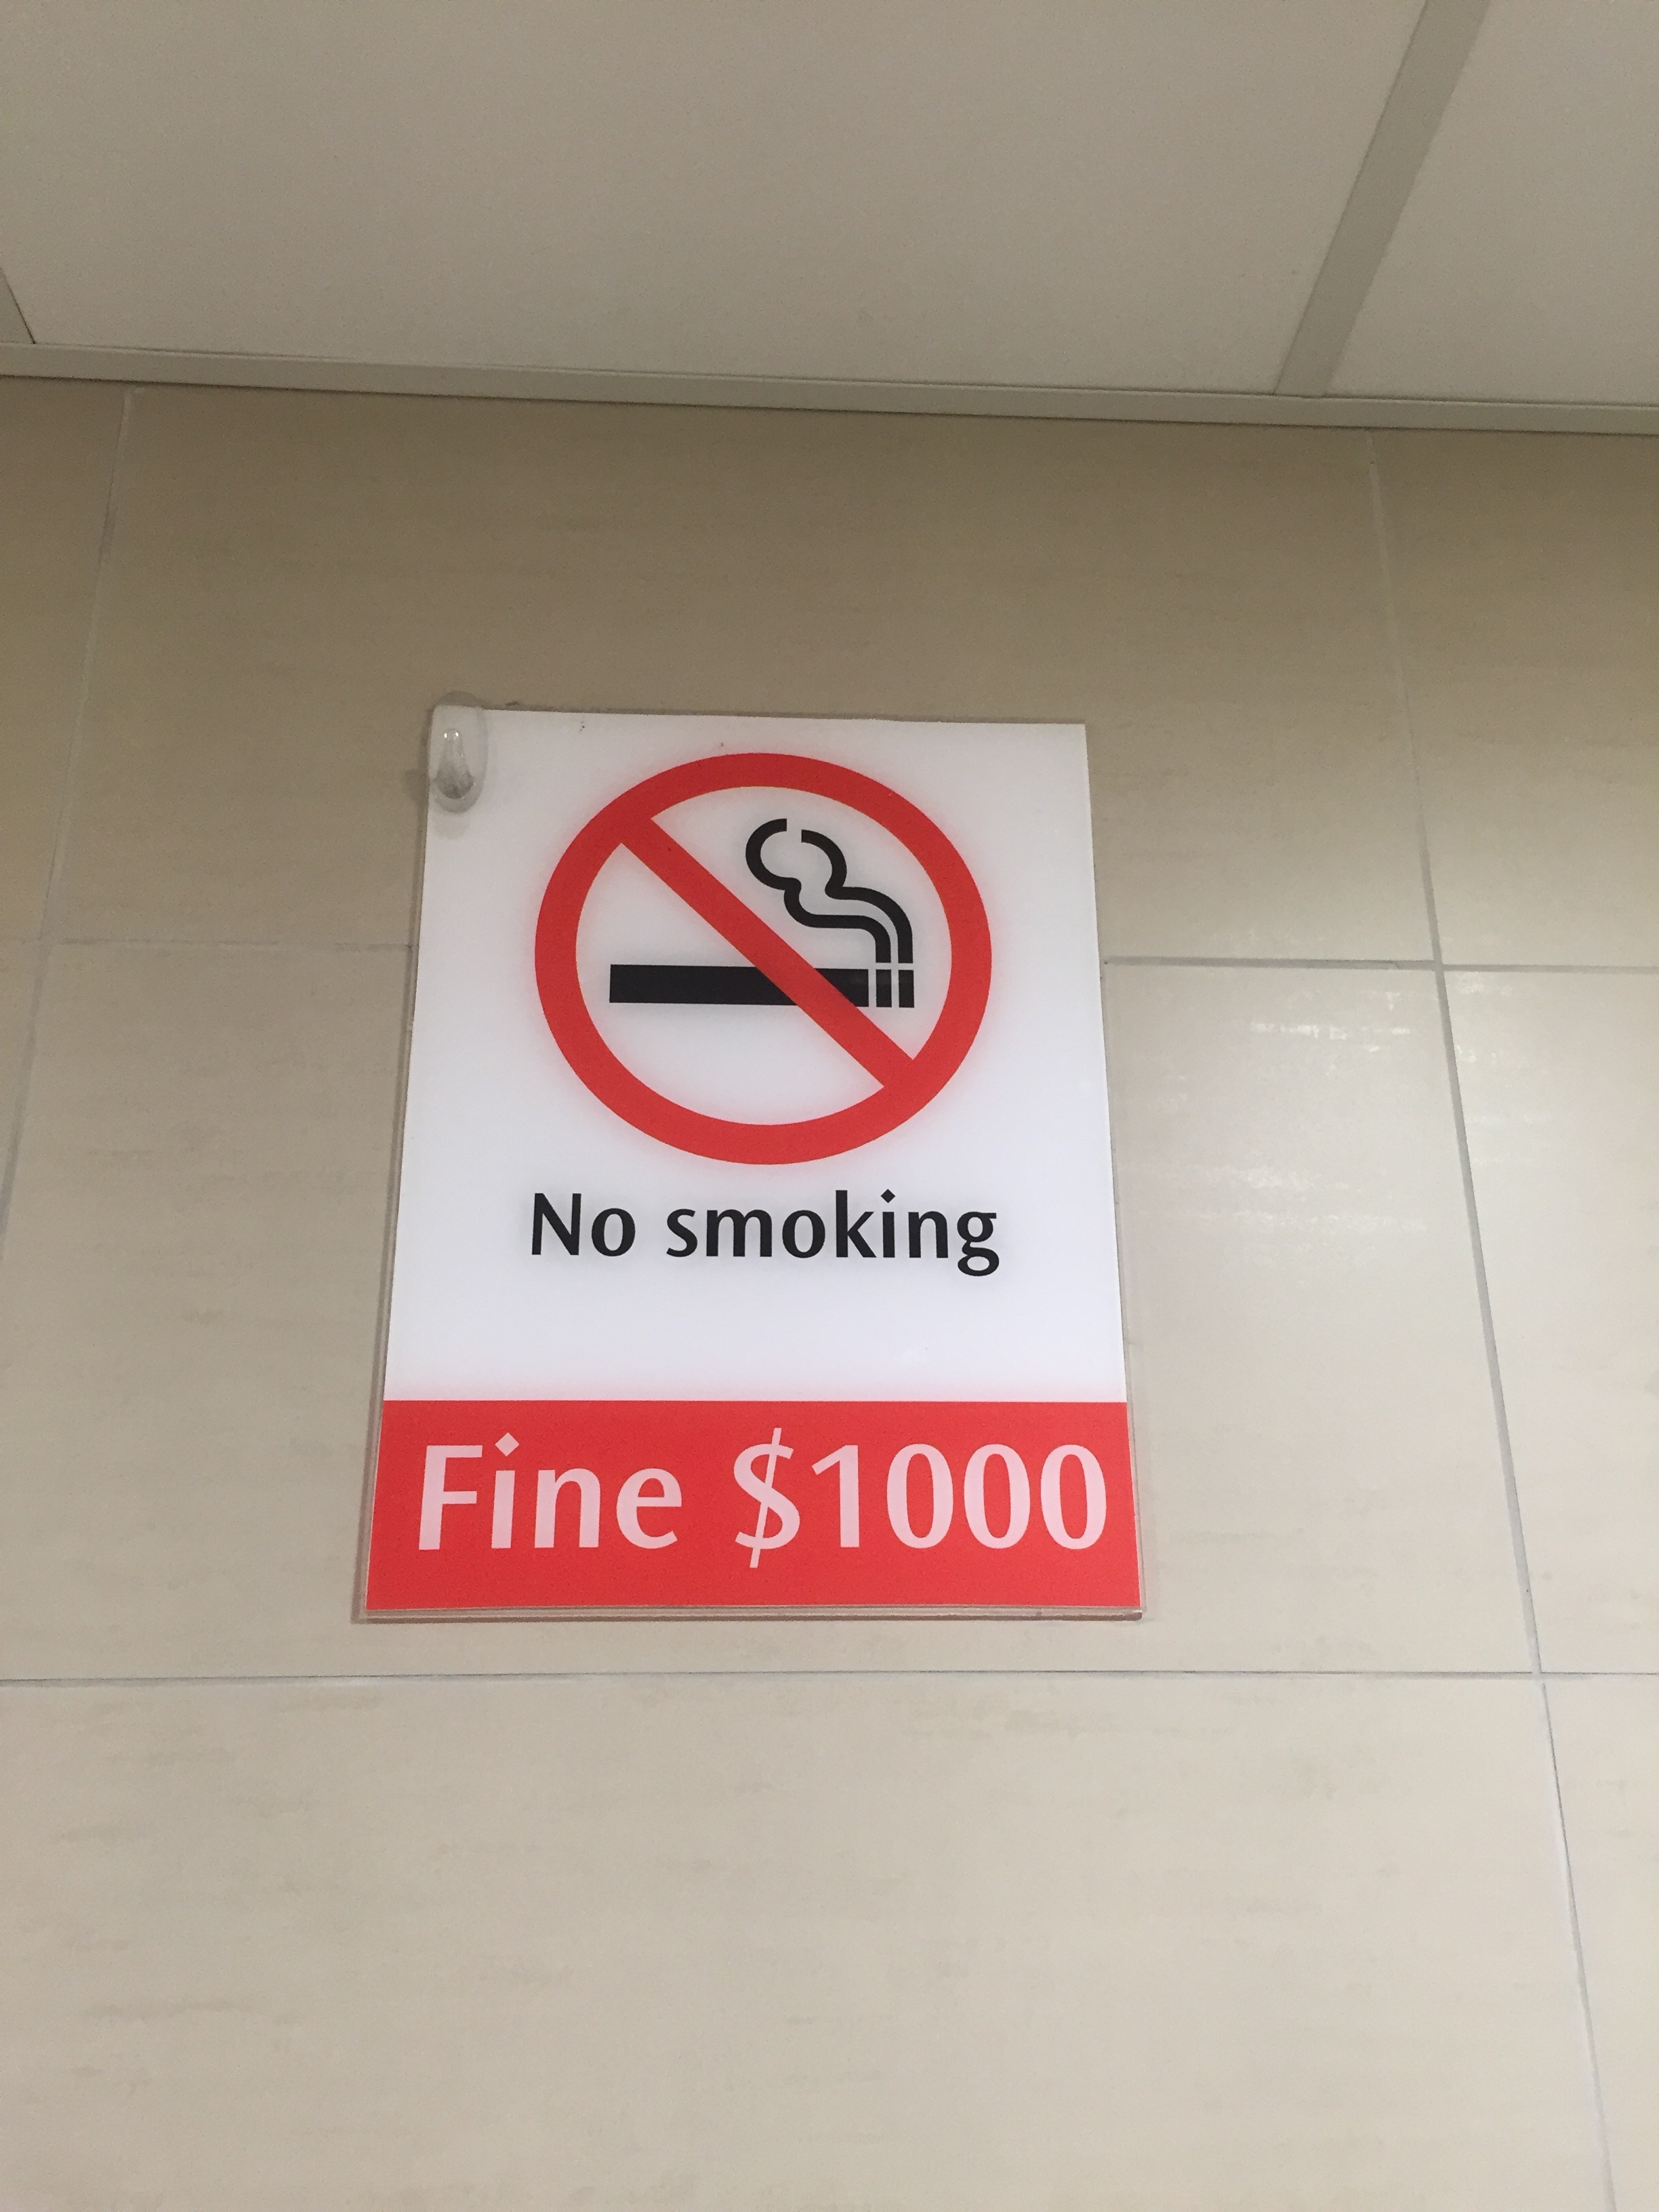 No smoking
Fine $1000